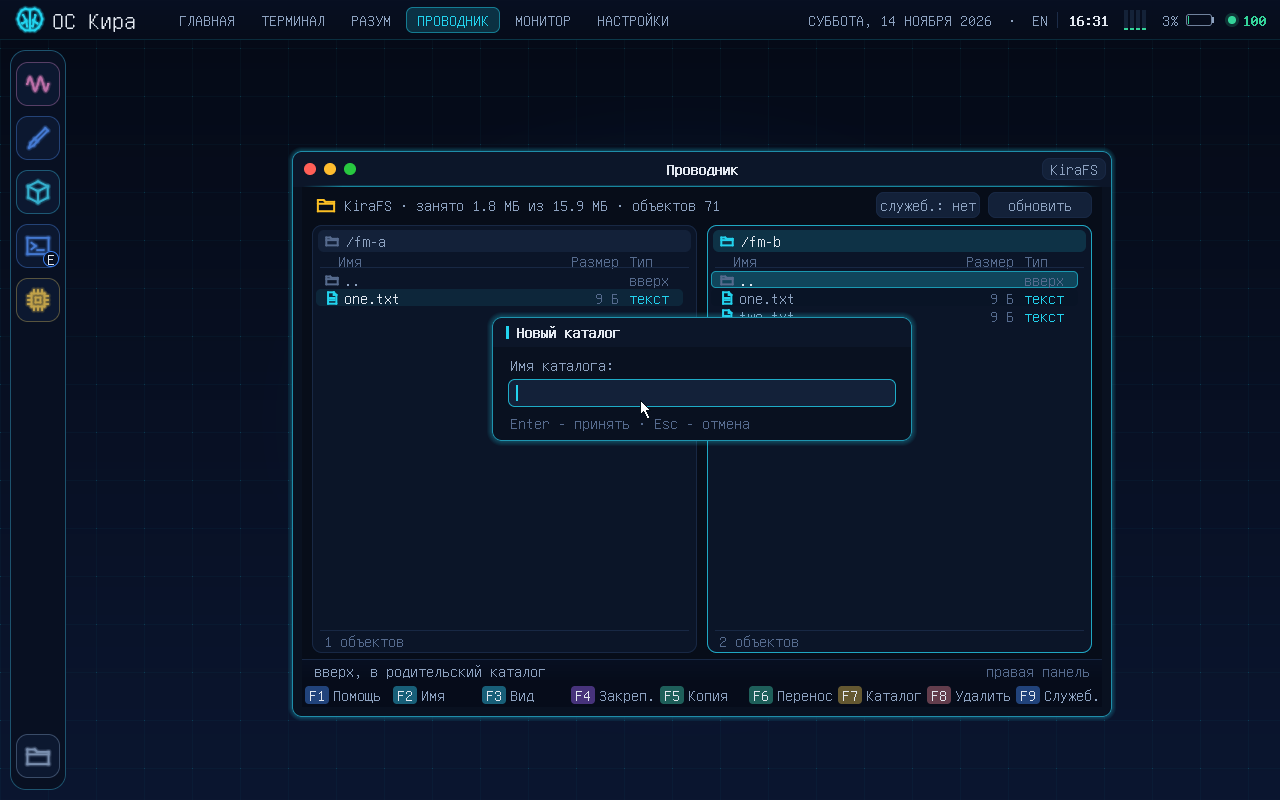 ОС Кира ГЛАВНАЯ ТЕРМИНАЛ РАЗУМ ПРОВОДНИК МОНИТОР НАСТРОЙКИ СУББОТА, 14 НОЯБРЯ 2026 · EN 16:31 3% 100
E
Проводник KiraFS
KiraFS · занято 1.8 МБ из 15.9 МБ · объектов 71 служеб.: нет обновить
/fm-a /fm-b
Имя Размер Тип Имя Размер Тип
.. вверх .. вверх
one.txt 9 Б текст one.txt 9 Б текст
two.txt 9 Б текст
Новый каталог
Имя каталога:
Enter - принять · Esc - отмена
1 объектов 2 объектов
вверх, в родительский каталог правая панель
F1 Помощь F2 Имя F3 Вид F4 Закреп. F5 Копия F6 Перенос F7 Каталог F8 Удалить F9 Служеб.